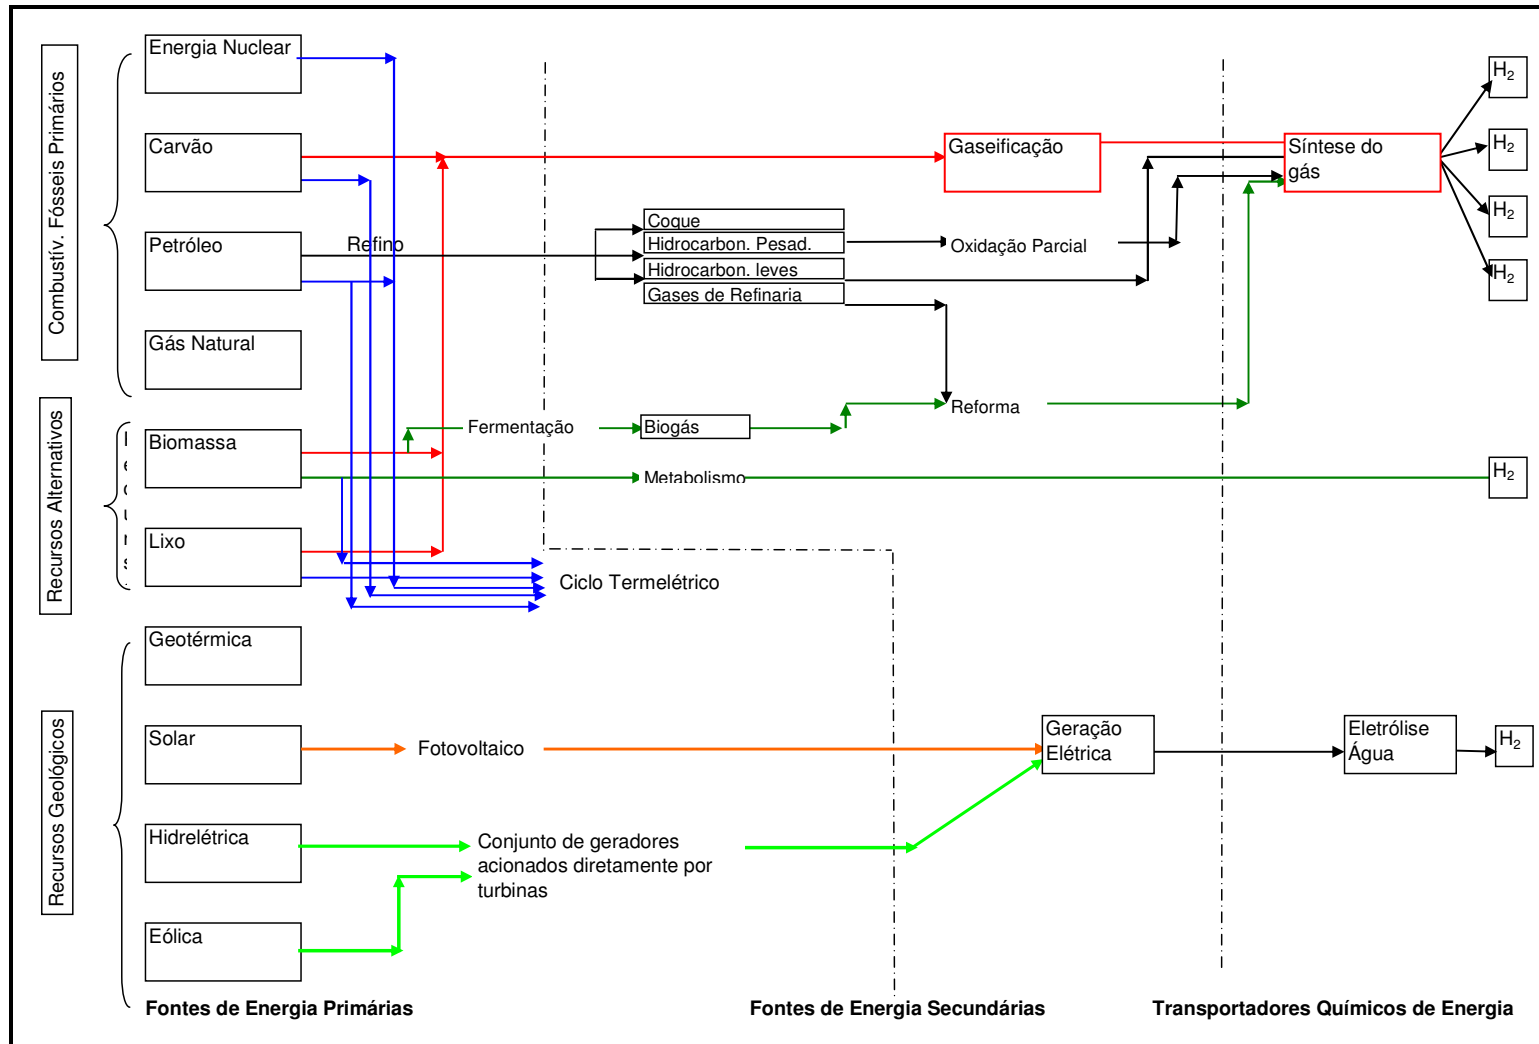 Combustív. Fósseis Primários
Energia Nuclear
Carvão
Petróleo
Gás Natural
Refino
Coque
Hidrocarbon. Pesad.
Hidrocarbon. leves
Gases de Refinaria
Oxidação Parcial
Gaseificação
Síntese do
gás
H2
H2
H2
H2
Recursos Alternativos
Biomassa
Lixo
Fermentação
Biogás
Reforma
Metabolismo
H2
Ciclo Termelétrico
Recursos Geológicos
Geotérmica
Solar
Hidrelétrica
Eólica
Fotovoltaico
Conjunto de geradores
acionados diretamente por
turbinas
Geração
Elétrica
Eletrólise
Água
H2
Fontes de Energia Primárias
Fontes de Energia Secundárias
Transportadores Químicos de Energia